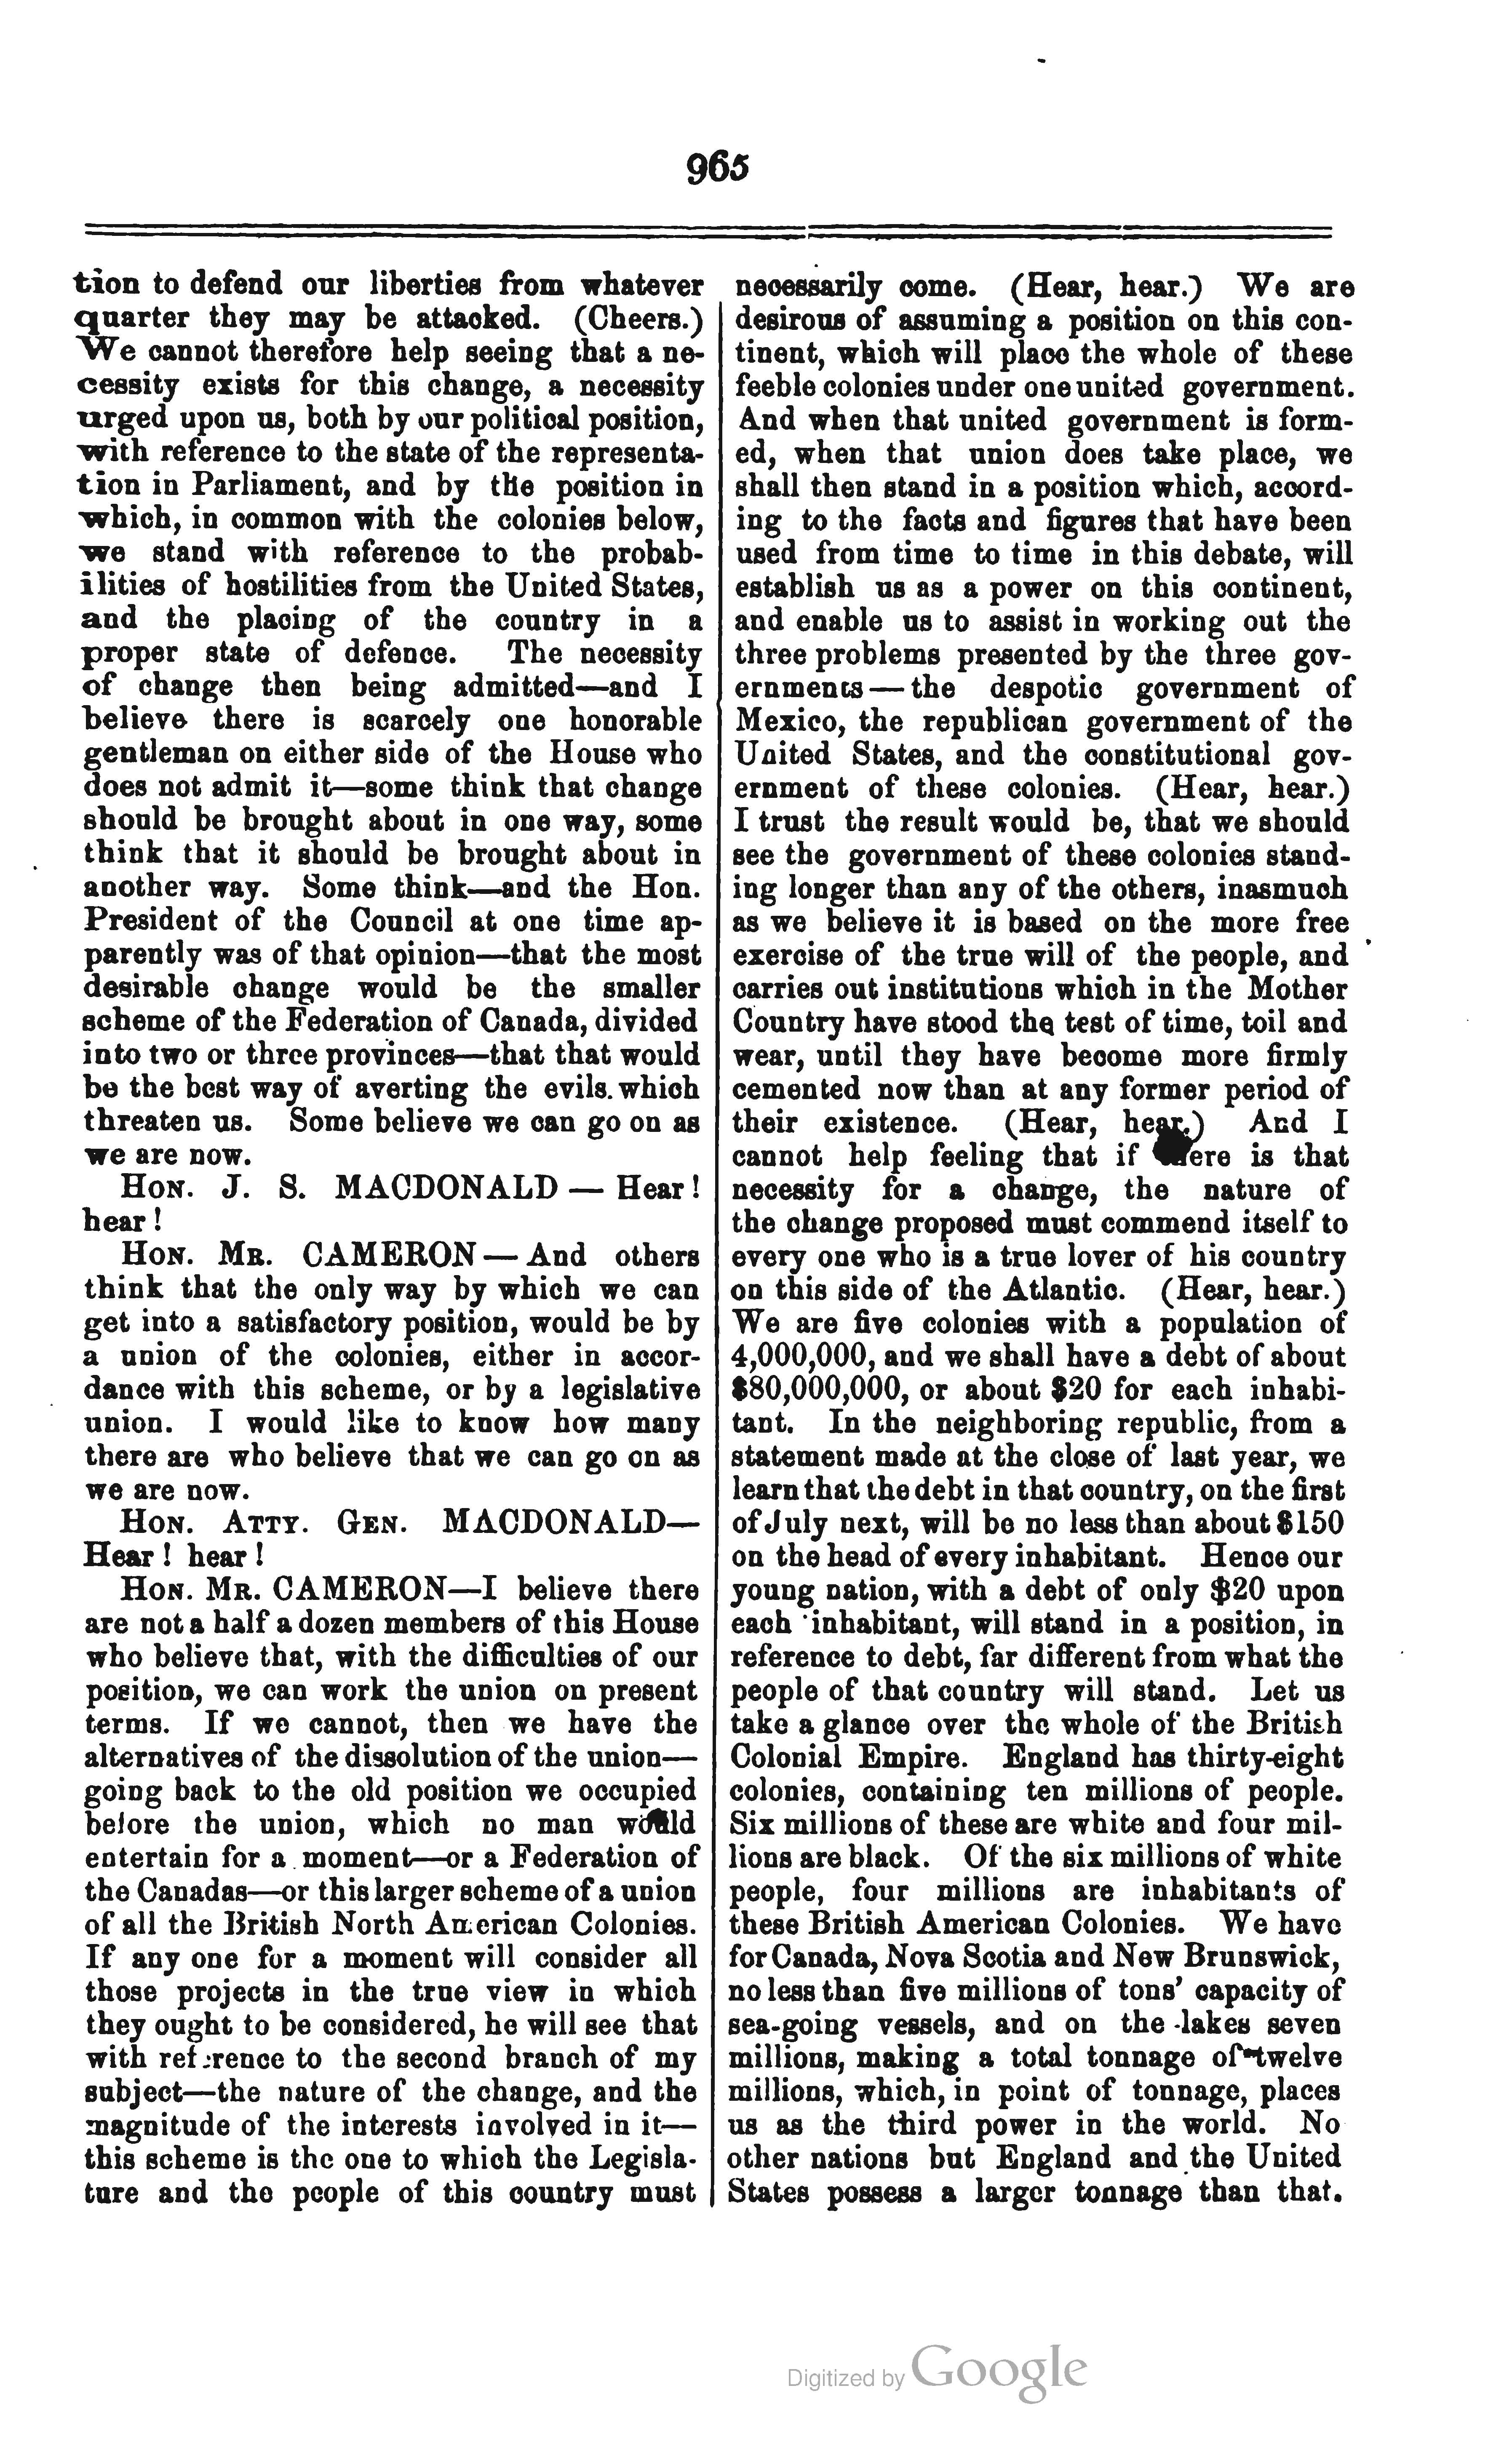 965
tion to defend our liberties from whatever
quarter they may be attacked. (Cheers.)
We cannot therefore help seeing that a ne-
cessity exists for this change, a necessity
urged upon us, both by our political position,
with reference to the state of the representa-
tion in Parliament, and by the position in
which, in common with the colonies below,
we stand with reference to the probab-
ilities of hostilities from the United States,
and the placing of the country in a
proper state of defence. The necessity
of change then being admitted—and I
believe there is scarcely one honorable
gentleman on either side of the House who
does not admit it—some think that change
should be brought about in one way, some
think that it should be brought about in
another way. Some think—and the Hon.
President of the Council at one time ap-
parently was of that opinion—that the most
desirable change would be the smaller
scheme of the Federation of Canada, divided
into two or three provinces—that that would
be the best way of averting the evils which
threaten us. Some believe we can go on as
we are now.
HON. J. S. MACDONALD — Hear!
hear!
HON. MR. CAMERON — And others
think that the only way by which we can
get into a satisfactory position, would be by
a union of the colonies, either in accor-
dance with this scheme, or by a legislative
union. I would like to know how many
there are who believe that we can go on as
we are now.
HON. ATTY. GEN. MACDONALD—
Hear! hear!
HON. MR. CAMERON—I believe there
are not a half a dozen members of this House
who believe that, with the difficulties of our
position, we can work the union on present
terms. If we cannot, then we have the
alternatives of the dissolution of the union—
going back to the old position we occupied
before the union, which no man would
entertain for a moment—or a Federation of
the Canadas—or this larger scheme of a union
of all the British North American Colonies.
If any one for a moment will consider all
those projects in the true view in which
they ought to be considered, he will see that
with reference to the second branch of my
subject—the nature of the change, and the
magnitude of the interests involved in it—
this scheme is the one to which the Legisla-
ture and the people of this country must
necessarily come. (Hear, hear.) We are
desirous of assuming a position on this con-
tinent, which will place the whole of these
feeble colonies under one united government.
And when that united government is form-
ed, when that union does take place, we
shall then stand in a position which, accord-
ing to the facts and figures that have been
used from time to time in this debate, will
establish us as a power on this continent,
and enable us to assist in working out the
three problems presented by the three gov-
ernments — the despotic government of
Mexico, the republican government of the
United States, and the constitutional gov-
ernment of these colonies. (Hear, hear.)
I trust the result would be, that we should
see the government of these colonies stand-
ing longer than any of the others, inasmuch
as we believe it is based on the more free
exercise of the true will of the people, and
carries out institutions which in the Mother
Country have stood the test of time, toil and
wear, until they have become more firmly
cemented now than at any former period of
their existence. (Hear, hear.) And I
cannot help feeling that if there is that
necessity for a change, the nature of
the change proposed must commend itself to
every one who is a true lover of his country
on this side of the Atlantic. (Hear, hear.)
We are five colonies with a population of
4,000,000, and we shall have a debt of about
$80,000,000, or about $20 for each inhabi-
tant. In the neighboring republic, from a
statement made at the close of last year, we
learn that the debt in that country, on the first
of July next, will be no less than about $150
on the head of every inhabitant. Hence our
young nation, with a debt of only $20 upon
each inhabitant, will stand in a position, in
reference to debt, far different from what the
people of that country will stand. Let us
take a glance over the whole of the British
Colonial Empire. England has thirty-eight
colonies, containing ten millions of people.
Six millions of these are white and four mil-
lions are black. Of the six millions of white
people, four millions are inhabitants of
these British American Colonies. We have
for Canada, Nova Scotia and New Brunswick,
no less than five millions of tons' capacity of
sea-going vessels, and on the lakes seven
millions, making a total tonnage of twelve
millions, which, in point of tonnage, places
us as the third power in the world. No
other nations but England and the United
States possess a larger tonnage than that.
Digitized by Google